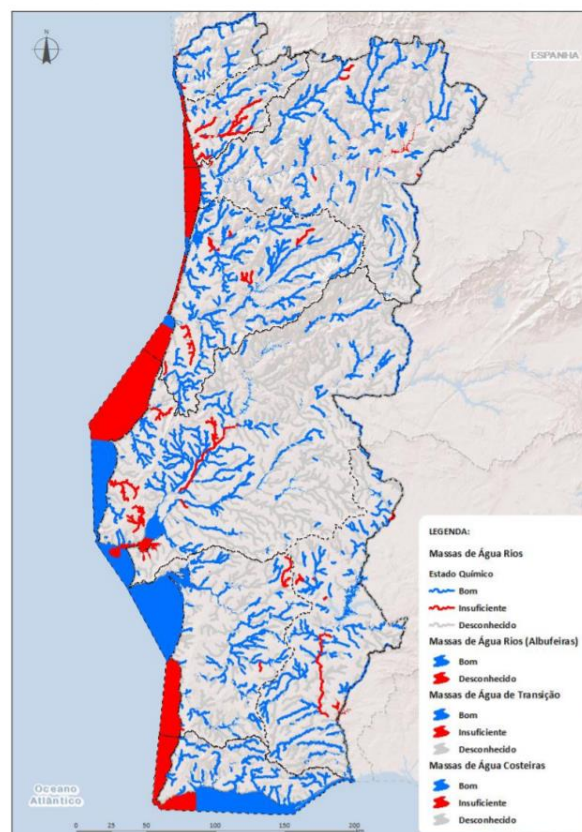 N
ESPANHA
LEGENDA:
Massas de Água Rios
Estado Químico
Bom
Insuficiente
Desconhecido
Massas de Água Rios (Albufeiras)
Bom
Desconhecido
Massas de Água de Transição
Bom
Insuficiente
Desconhecido
Massas de Água Costeiras
Bom
Insuficiente
Desconhecido
Oceano
Atlântico
0 25 50 100 150 200